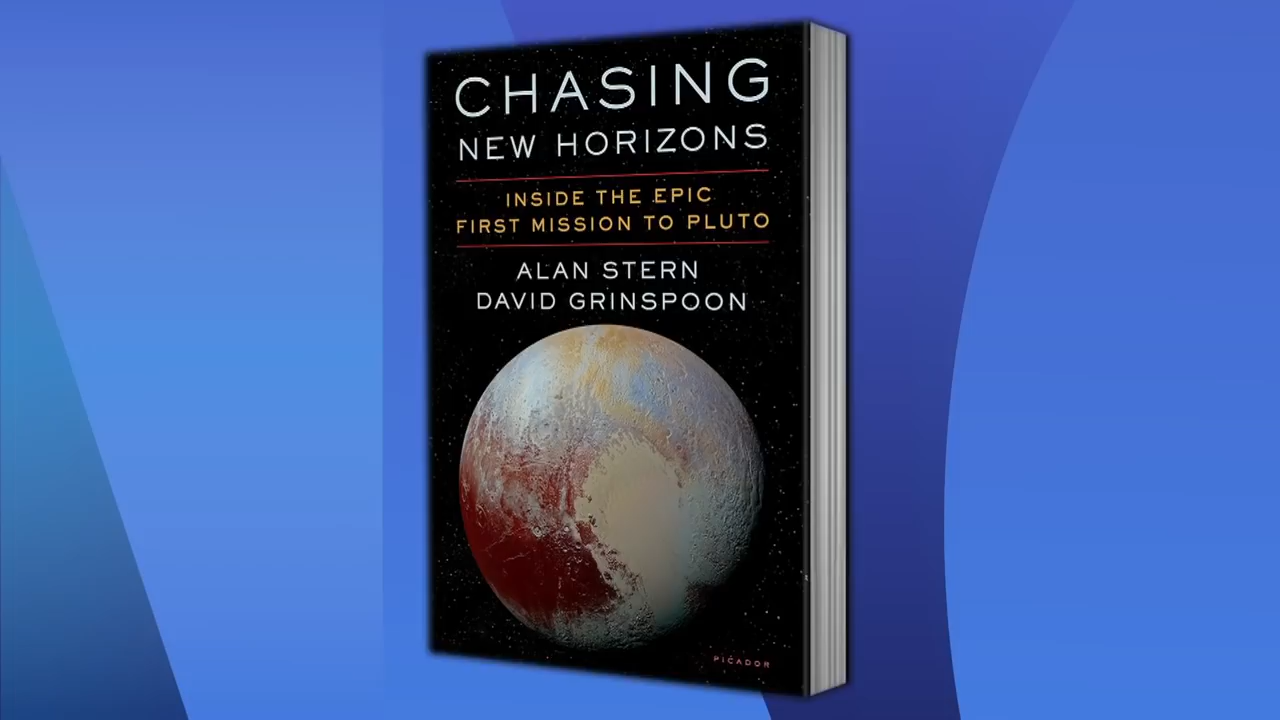 CHASING
NEW HORIZONS
INSIDE THE EPIC
FIRST MISSION TO PLUTO
ALAN STERN
DAVID GRINSPOON
PICADOR